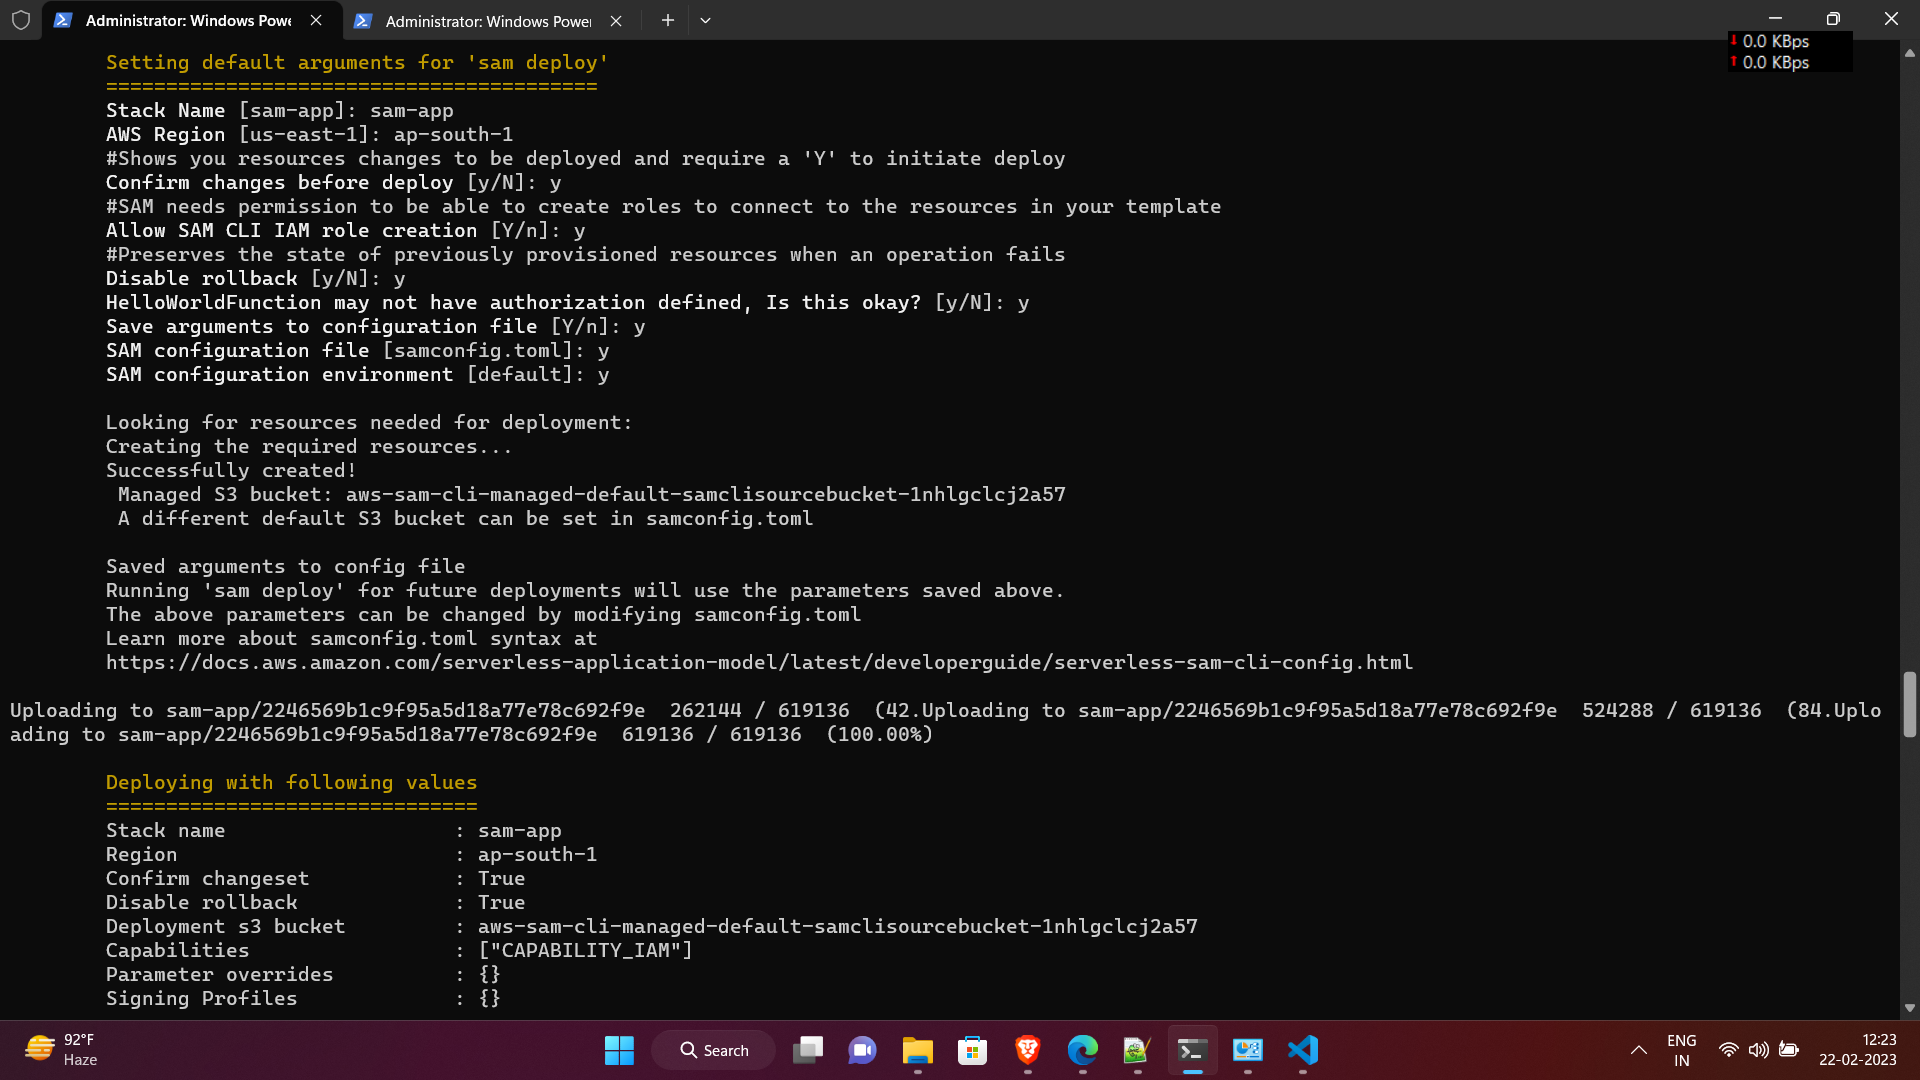 Administrator: Windows Powe
Administrator: Windows Power
0.0 KBps
0.0 KBps
Setting default arguments for 'sam deploy'
=========================================
Stack Name [sam-app]: sam-app
AWS Region [us-east-1]: ap-south-1
#Shows you resources changes to be deployed and require a 'Y' to initiate deploy
Confirm changes before deploy [y/N]: y
#SAM needs permission to be able to create roles to connect to the resources in your template
Allow SAM CLI IAM role creation [Y/n]: y
#Preserves the state of previously provisioned resources when an operation fails
Disable rollback [y/N]: y
HelloWorldFunction may not have authorization defined, Is this okay? [y/N]: y
Save arguments to configuration file [Y/n]: y
SAM configuration file [samconfig.toml]: y
SAM configuration environment [default]: y
Looking for resources needed for deployment:
Creating the required resources...
Successfully created!
Managed S3 bucket: aws-sam-cli-managed-default-samclisourcebucket-1nhlgclcj2a57
A different default S3 bucket can be set in samconfig.toml
Saved arguments to config file
Running 'sam deploy' for future deployments will use the parameters saved above.
The above parameters can be changed by modifying samconfig.toml
Learn more about samconfig.toml syntax at
https://docs.aws.amazon.com/serverless-application-model/latest/developerguide/serverless-sam-cli-config.html
Uploading to sam-app/2246569b1c9f95a5d18a77e78c692f9e  262144 / 619136  (42.Uploading to sam-app/2246569b1c9f95a5d18a77e78c692f9e  524288 / 619136  (84.Uplo
ading to sam-app/2246569b1c9f95a5d18a77e78c692f9e  619136 / 619136  (100.00%)
Deploying with following values
===============================
Stack name : sam-app
Region : ap-south-1
Confirm changeset : True
Disable rollback : True
Deployment s3 bucket : aws-sam-cli-managed-default-samclisourcebucket-1nhlgclcj2a57
Capabilities : ["CAPABILITY_IAM"]
Parameter overrides : {}
Signing Profiles : {}
92°F
Haze
Search
ENG
IN
12:23
22-02-2023